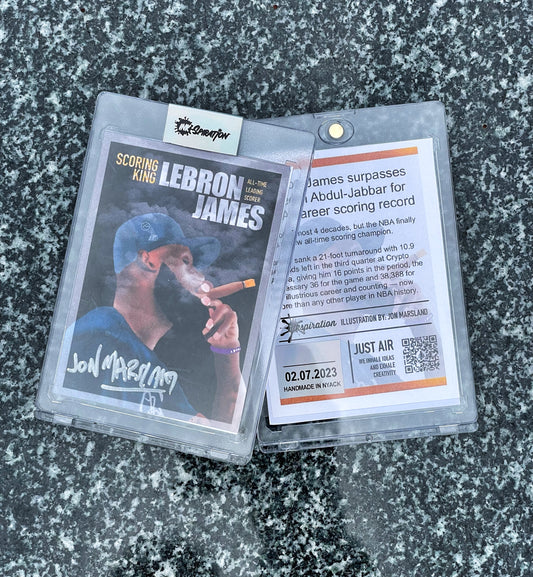 SPIRATION
SCORING
KING
LEBRON
JAMES
ALL-TIME
LEADING
SCORER
JON MARSLAND
James surpasses
Abdul-Jabbar for
career scoring record
most 4 decades, but the NBA finally
new all-time scoring champion.
sank a 21-foot turnaround with 10.9
nds left in the third quarter at Crypto
na, giving him 16 points in the period, the
essary 36 for the game and 38,388 for
illustrious career and counting — now
ore than any other player in NBA history.
inspiration ILLUSTRATION BY: JON MARSLAND
JUST AIR
WE INHALE IDEAS
AND EXHALE
CREATIVITY.
02.07.2023
HANDMADE IN NYACK